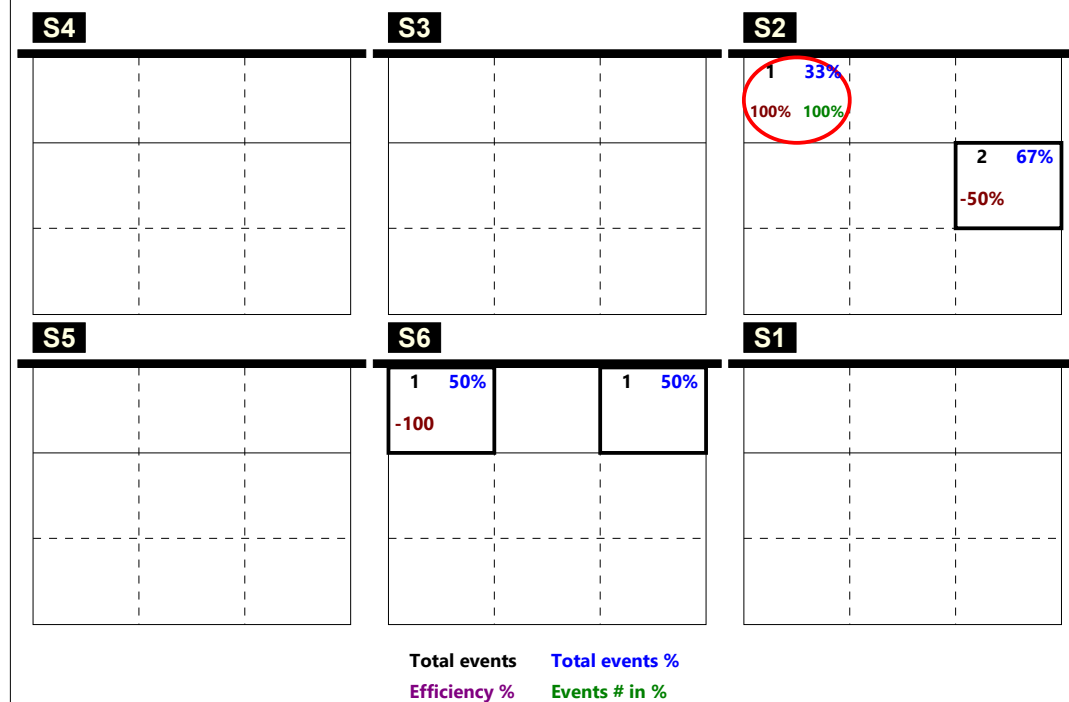 S4 S3 S2
1 33%
100% 100%
2 67%
-50%
S5 S6 S1
1 50% 1 50%
-100
Total events Total events %
Efficiency % Events # in %